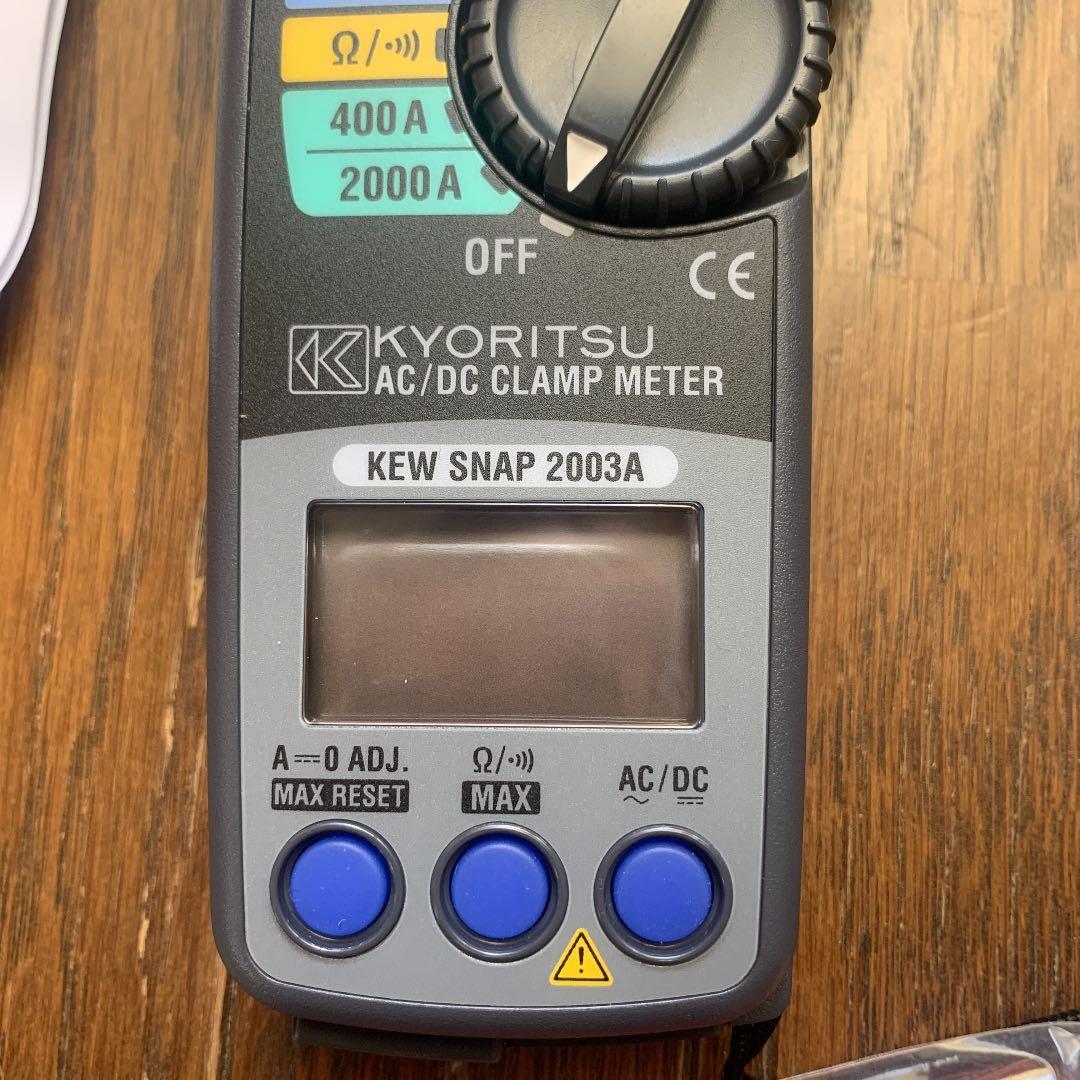 Ω/·)))
400A
2000A
OFF
CE
KYORITSU
AC/DC CLAMP METER
KEW SNAP 2003A
A⎓0 ADJ.
MAX RESET
Ω/·)))
MAX
AC/DC